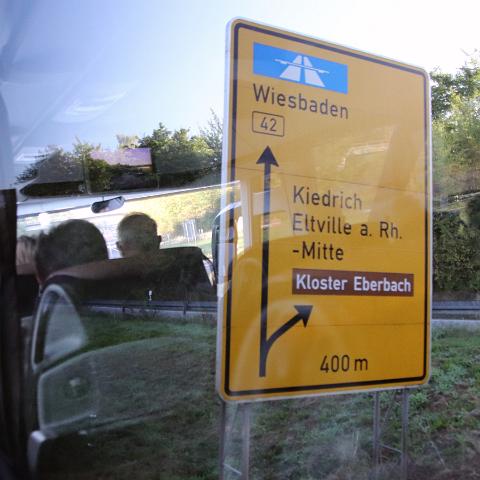 Wiesbaden
42
Kiedrich
Eltville a. Rh.
-Mitte
Kloster Eberbach
400 m